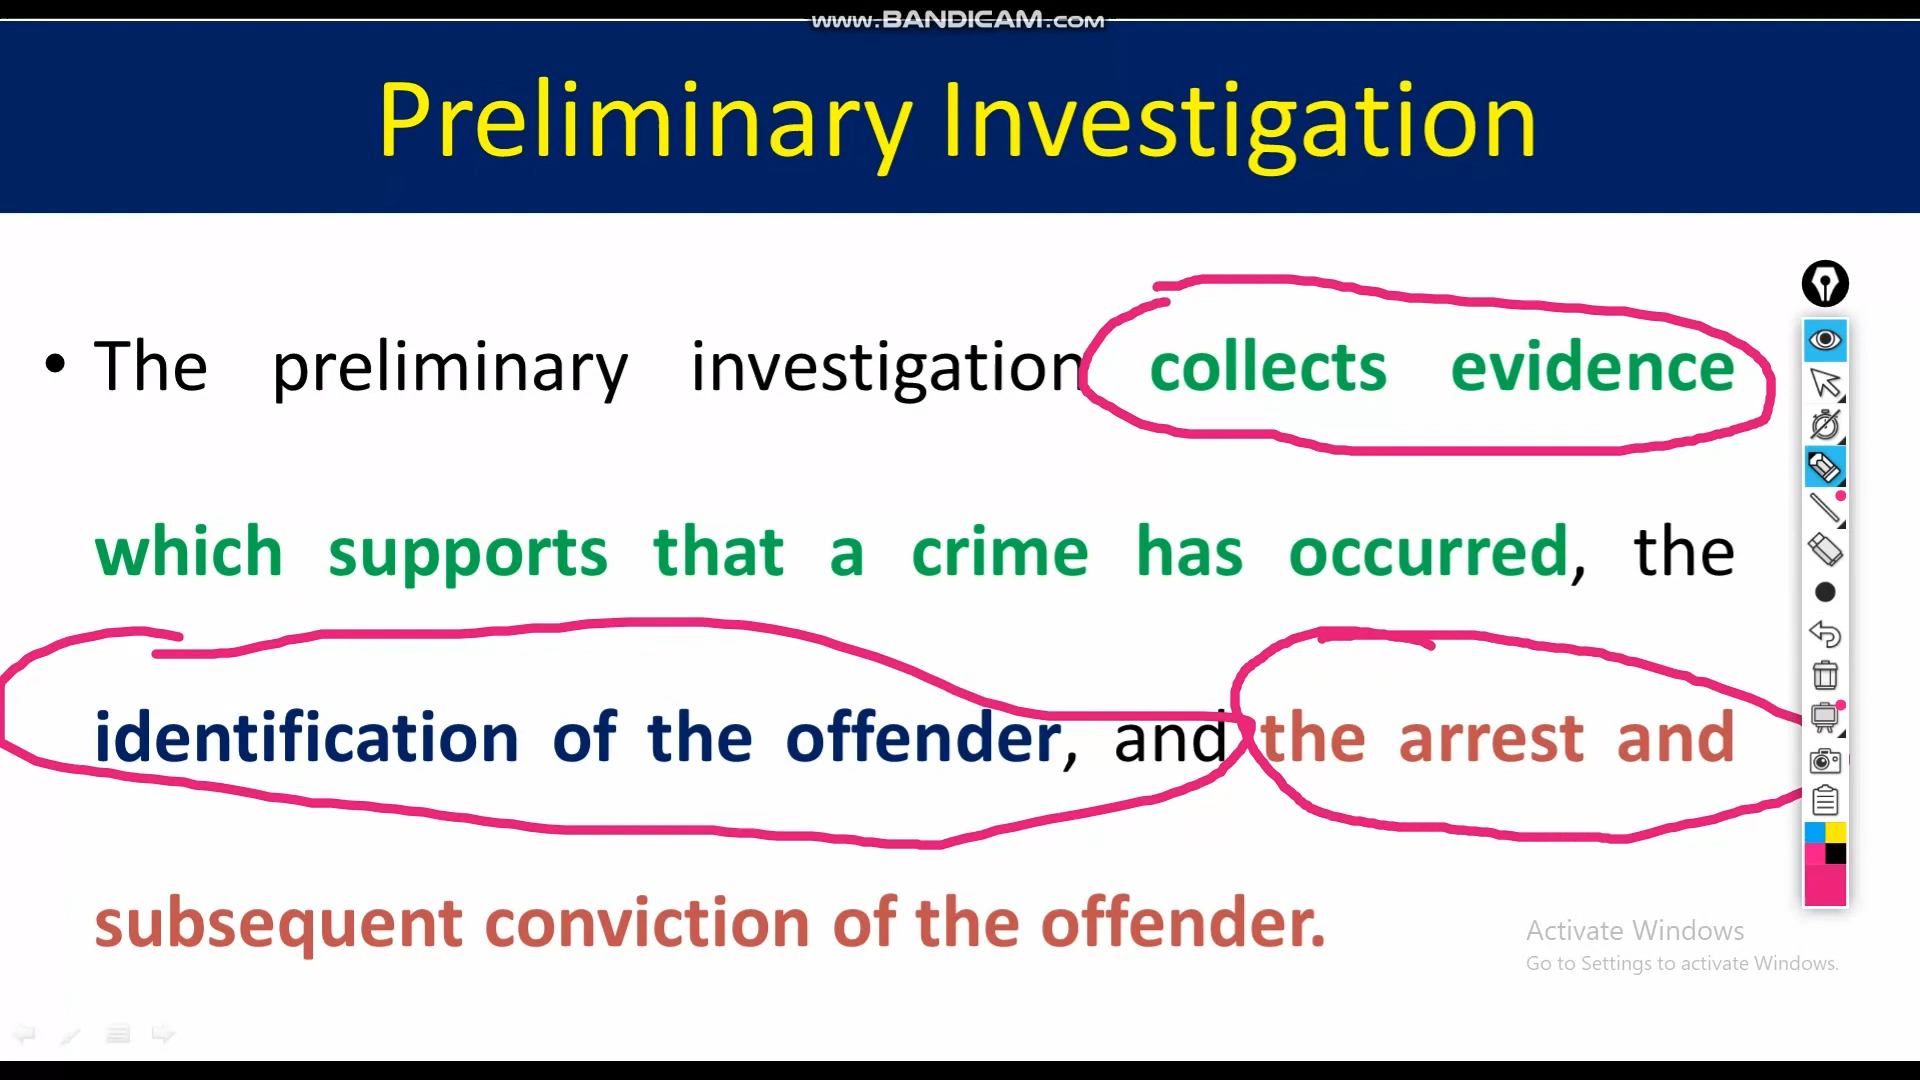 www.BANDICAM.com
Preliminary Investigation
• The preliminary investigation collects evidence
which supports that a crime has occurred, the
identification of the offender, and the arrest and
subsequent conviction of the offender.
Activate Windows
Go to Settings to activate Windows.